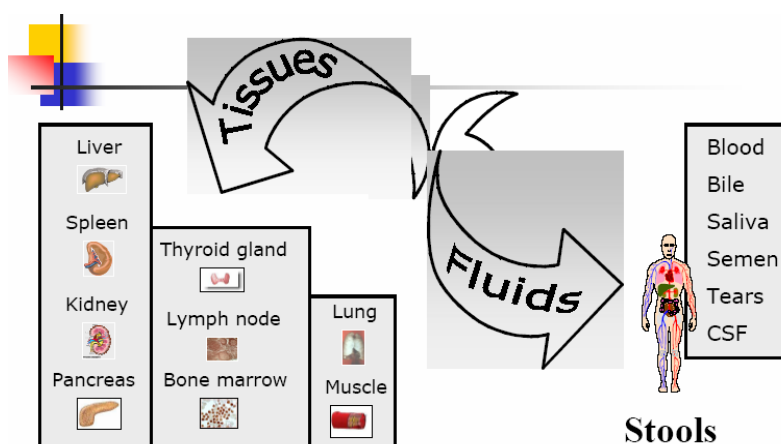 Tissues
Liver
Spleen
Kidney
Pancreas
Thyroid gland
Lymph node
Bone marrow
Lung
Muscle
Fluids
Blood
Bile
Saliva
Semen
Tears
CSF
Stools